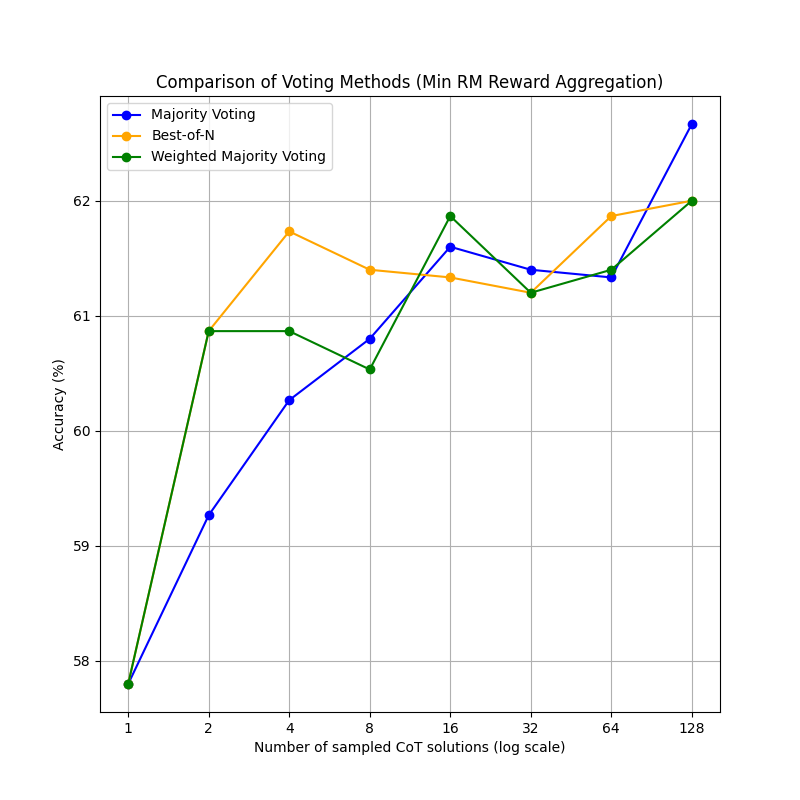 Comparison of Voting Methods (Min RM Reward Aggregation)
Majority Voting
Best-of-N
Weighted Majority Voting
62
61
60
59
58
Accuracy (%)
1 2 4 8 16 32 64 128
Number of sampled CoT solutions (log scale)